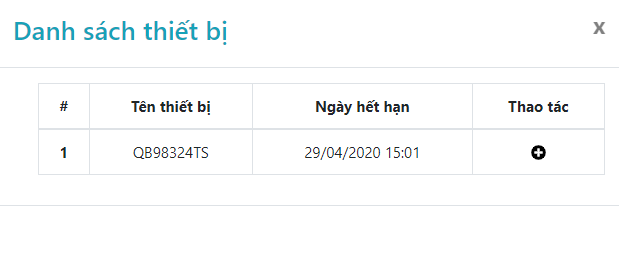 Danh sách thiết bị
x
# Tên thiết bị Ngày hết hạn Thao tác
1 QB98324TS 29/04/2020 15:01